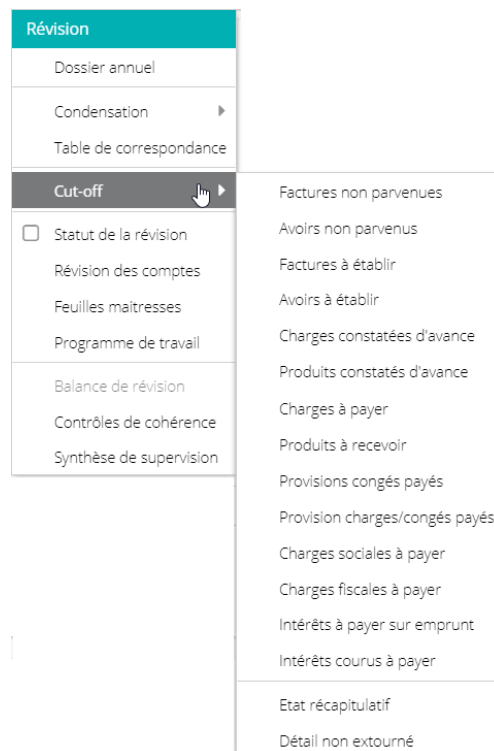 Révision
Dossier annuel
Condensation
Table de correspondance
Cut-off
Statut de la révision
Révision des comptes
Feuilles maitresses
Programme de travail
Balance de révision
Contrôles de cohérence
Synthèse de supervision
Factures non parvenues
Avoirs non parvenus
Factures à établir
Avoirs à établir
Charges constatées d'avance
Produits constatés d'avance
Charges à payer
Produits à recevoir
Provisions congés payés
Provision charges/congés payés
Charges sociales à payer
Charges fiscales à payer
Intérêts à payer sur emprunt
Intérêts courus à payer
Etat récapitulatif
Détail non extourné